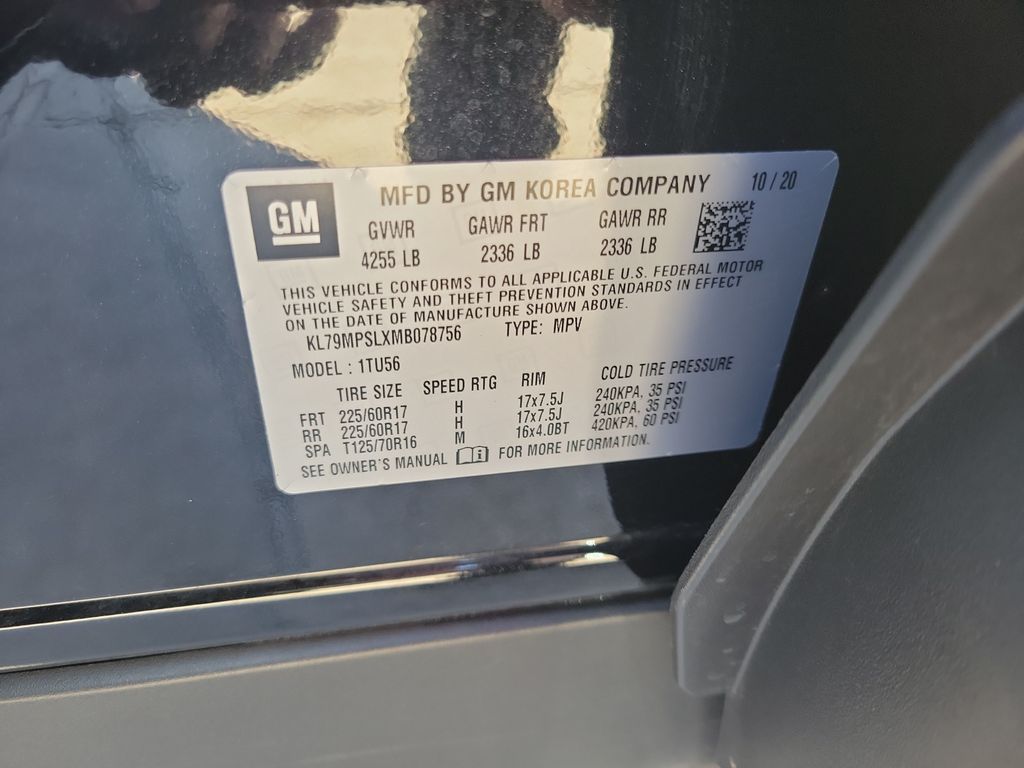 GM
MFD BY GM KOREA COMPANY 10 / 20
GVWR GAWR FRT GAWR RR
4255 LB 2336 LB 2336 LB
THIS VEHICLE CONFORMS TO ALL APPLICABLE U.S. FEDERAL MOTOR
VEHICLE SAFETY AND THEFT PREVENTION STANDARDS IN EFFECT
ON THE DATE OF MANUFACTURE SHOWN ABOVE.
KL79MPSLXMB078756 TYPE: MPV
MODEL : 1TU56
TIRE SIZE SPEED RTG RIM COLD TIRE PRESSURE
FRT 225/60R17 H 17x7.5J 240KPA, 35 PSI
RR 225/60R17 H 17x7.5J 240KPA, 35 PSI
SPA T125/70R16 M 16x4.0BT 420KPA, 60 PSI
SEE OWNER'S MANUAL FOR MORE INFORMATION.